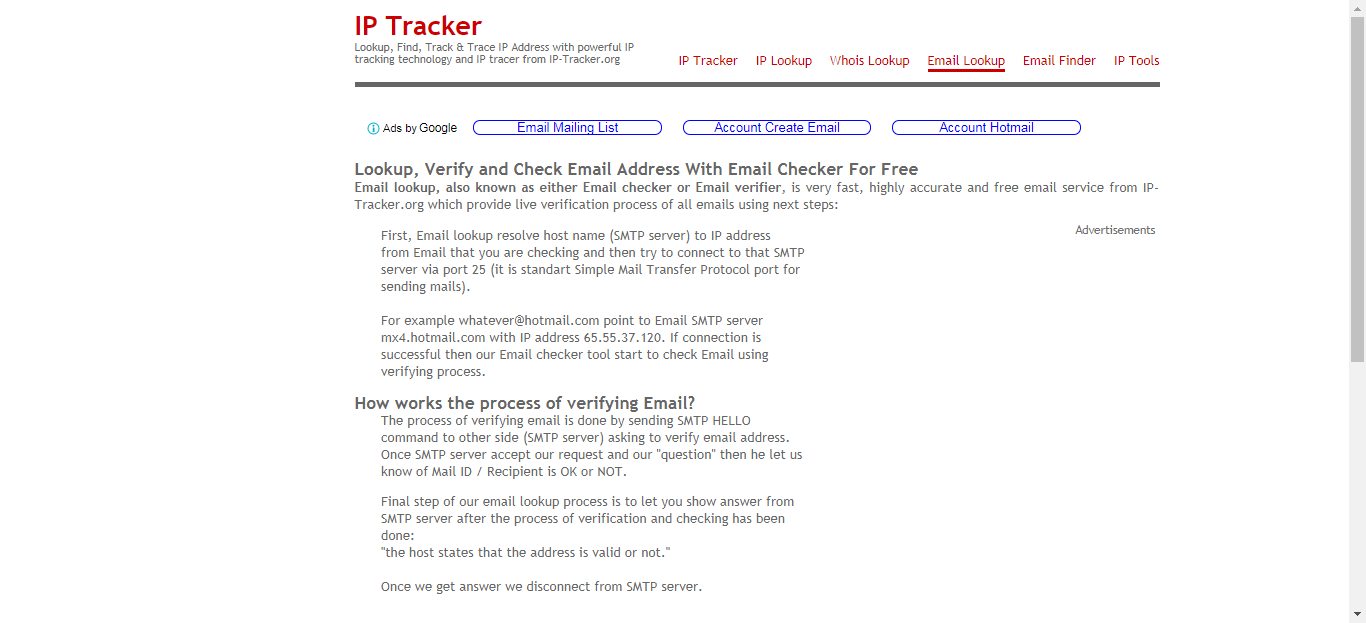 IP Tracker
Lookup, Find, Track & Trace IP Address with powerful IP
tracking technology and IP tracer from IP-Tracker.org
IP Tracker IP Lookup Whois Lookup Email Lookup Email Finder IP Tools
Ads by Google Email Mailing List Account Create Email Account Hotmail
Lookup, Verify and Check Email Address With Email Checker For Free
Email lookup, also known as either Email checker or Email verifier, is very fast, highly accurate and free email service from IP-
Tracker.org which provide live verification process of all emails using next steps:
Advertisements
First, Email lookup resolve host name (SMTP server) to IP address
from Email that you are checking and then try to connect to that SMTP
server via port 25 (it is standart Simple Mail Transfer Protocol port for
sending mails).
For example whatever@hotmail.com point to Email SMTP server
mx4.hotmail.com with IP address 65.55.37.120. If connection is
successful then our Email checker tool start to check Email using
verifying process.
How works the process of verifying Email?
The process of verifying email is done by sending SMTP HELLO
command to other side (SMTP server) asking to verify email address.
Once SMTP server accept our request and our "question" then he let us
know of Mail ID / Recipient is OK or NOT.
Final step of our email lookup process is to let you show answer from
SMTP server after the process of verification and checking has been
done:
"the host states that the address is valid or not."
Once we get answer we disconnect from SMTP server.